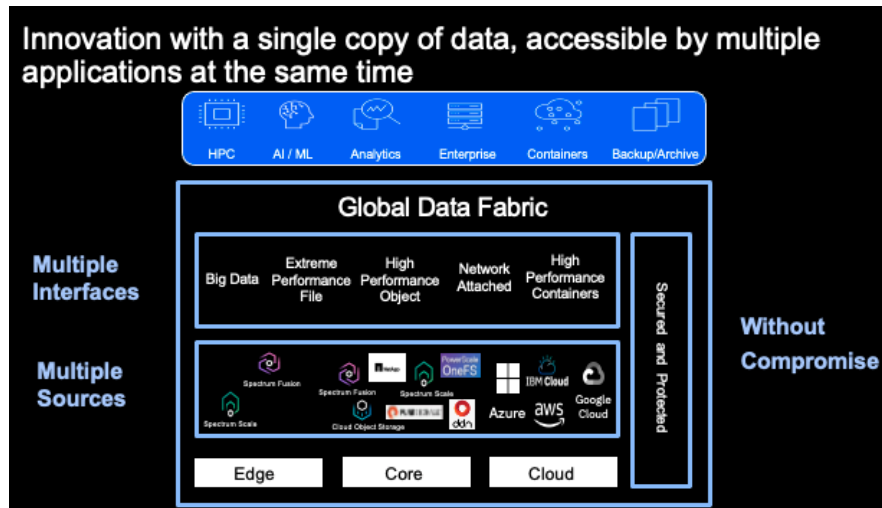 Innovation with a single copy of data, accessible by multiple
applications at the same time
HPC
AI / ML
Analytics
Enterprise
Containers
Backup/Archive
Global Data Fabric
Multiple
Interfaces
Big Data
Extreme
Performance
File
High
Performance
Object
Network
Attached
High
Performance
Containers
Secured and Protected
Without
Compromise
Multiple
Sources
Spectrum Fusion
Spectrum Scale
Spectrum Fusion
NetApp
Spectrum Scale
PowerScale
OneFS
Cloud Object Storage
ddn
IBM Cloud
Azure
aws
Google
Cloud
Edge
Core
Cloud